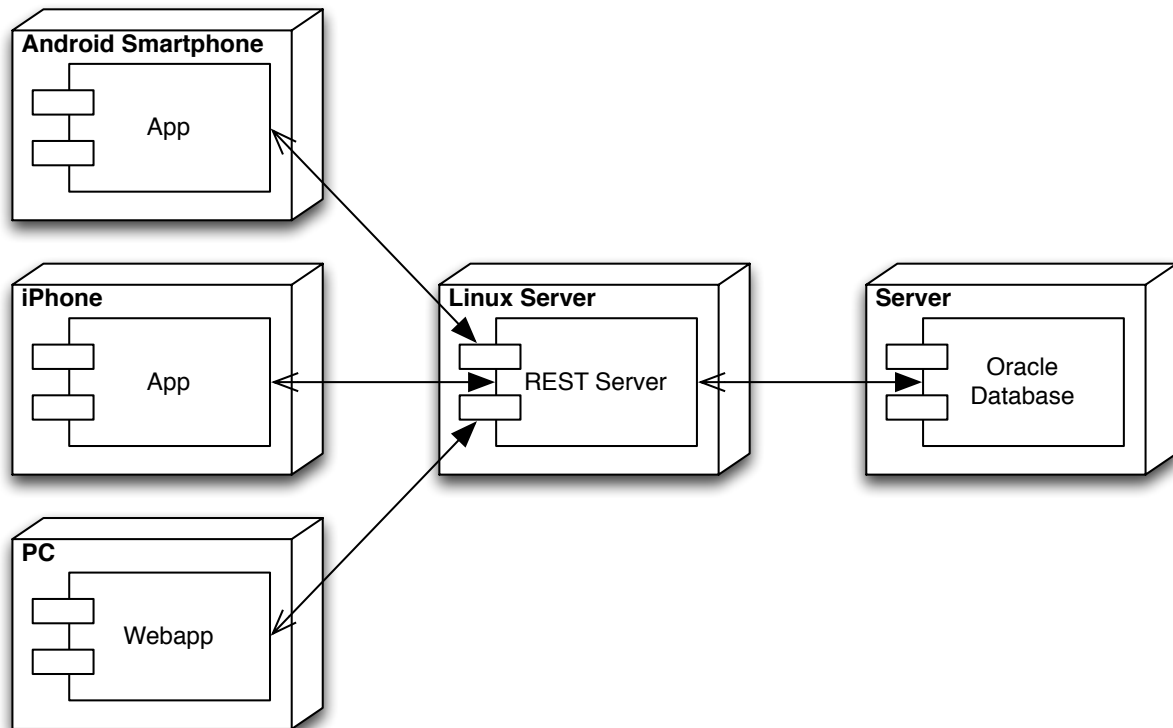 Android Smartphone
App
iPhone
App
Linux Server
REST Server
Server
Oracle
Database
PC
Webapp